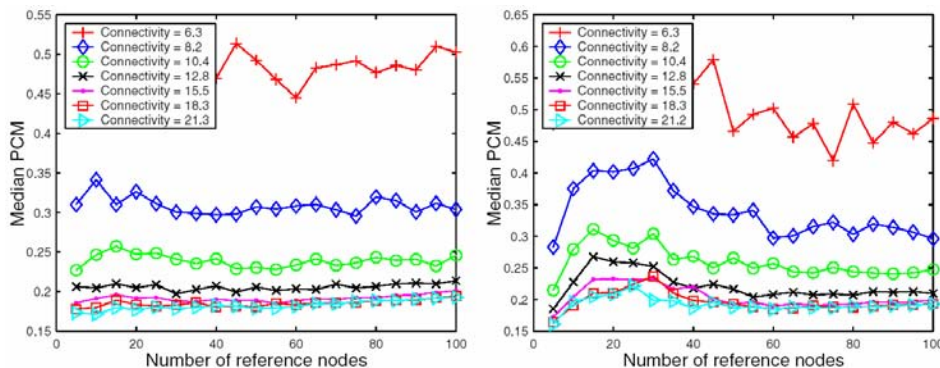 0.55
0.5
0.45
0.4
0.35
0.3
0.25
0.2
0.15
Median PCM
Connectivity = 6.3
Connectivity = 8.2
Connectivity = 10.4
Connectivity = 12.8
Connectivity = 15.5
Connectivity = 18.3
Connectivity = 21.3
0 20 40 60 80 100
Number of reference nodes
0.65
0.6
0.55
0.5
0.45
0.4
0.35
0.3
0.25
0.2
0.15
Median PCM
Connectivity = 6.3
Connectivity = 8.2
Connectivity = 10.4
Connectivity = 12.8
Connectivity = 15.5
Connectivity = 18.3
Connectivity = 21.2
0 20 40 60 80 100
Number of reference nodes